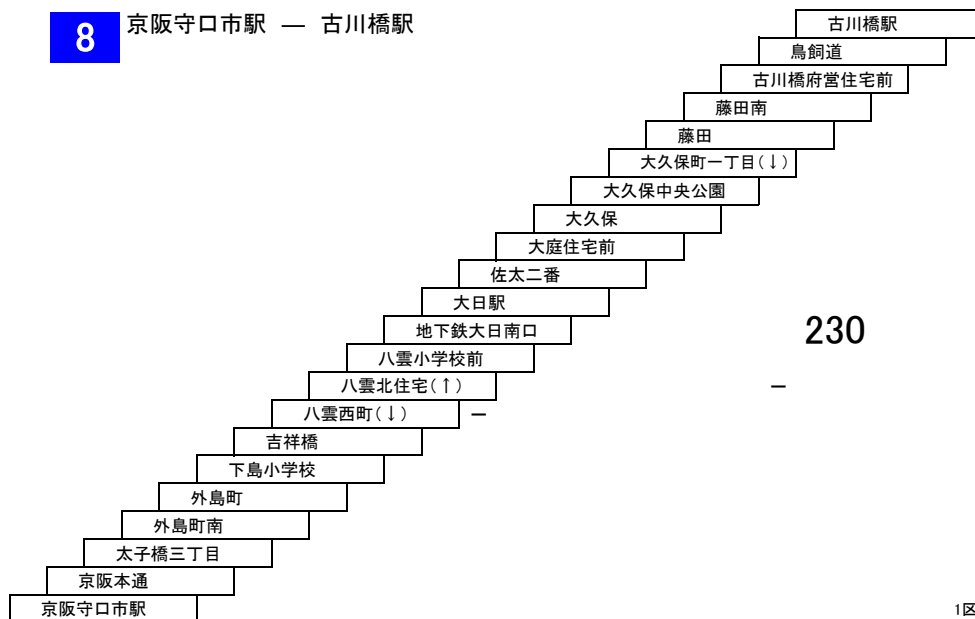 8 京阪守口市駅 ― 古川橋駅
古川橋駅
鳥飼道
古川橋府営住宅前
藤田南
藤田
大久保町一丁目(↓)
大久保中央公園
大久保
大庭住宅前
佐太二番
大日駅
地下鉄大日南口
230
八雲小学校前
八雲北住宅(↑)
－
八雲西町(↓)
－
吉祥橋
下島小学校
外島町
外島町南
太子橋三丁目
京阪本通
京阪守口市駅
1区